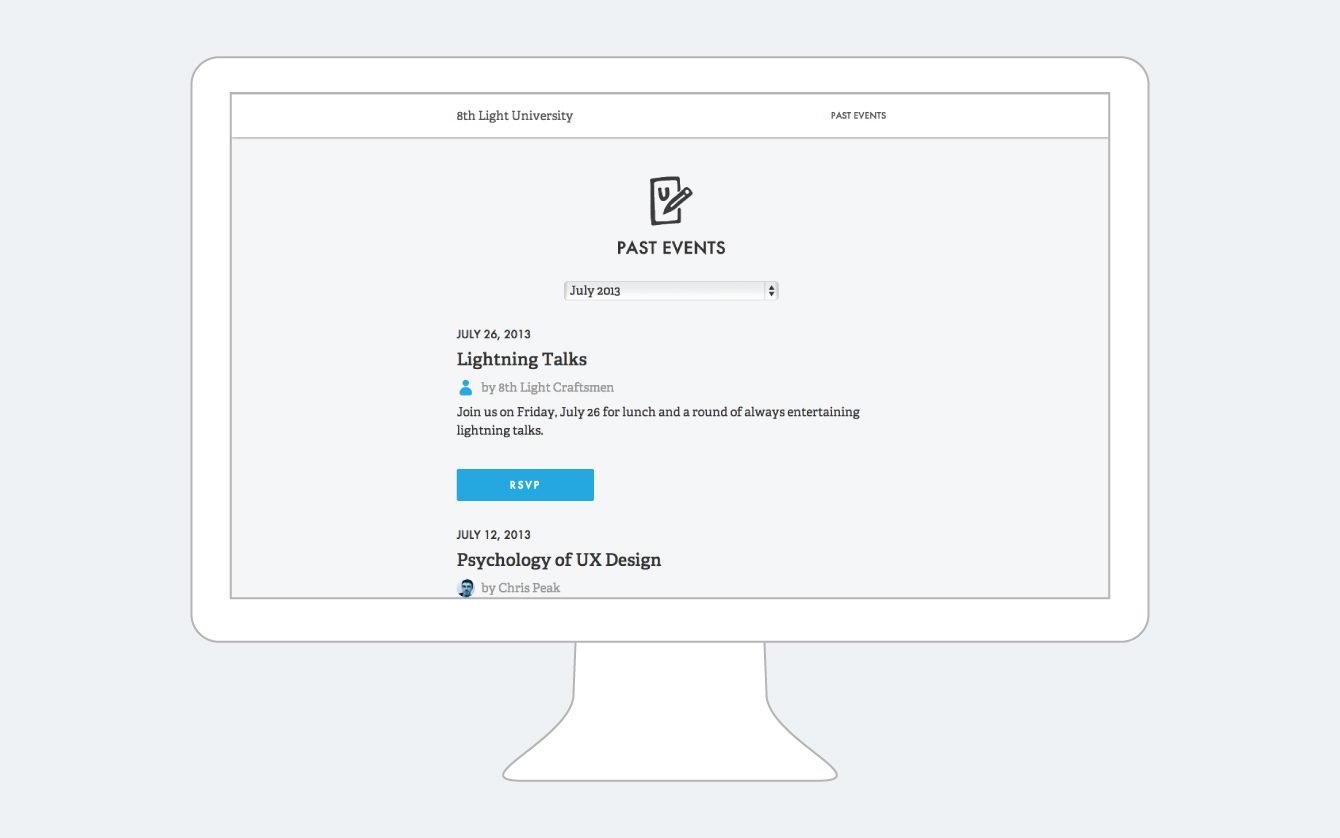 8th Light University
PAST EVENTS
U
PAST EVENTS
July 2013
JULY 26, 2013
Lightning Talks
by 8th Light Craftsmen
Join us on Friday, July 26 for lunch and a round of always entertaining
lightning talks.
RSVP
JULY 12, 2013
Psychology of UX Design
by Chris Peak